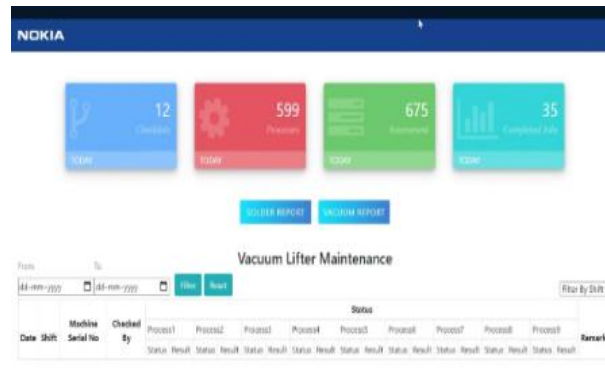 NOKIA
12
599
675
35
Processes
TODAY
TODAY
TODAY
TODAY
SOLDER REPORT
VACUUM REPORT
Vacuum Lifter Maintenance
From
To
dd-mm-yyyy
dd-mm-yyyy
Filter
Reset
Filter By Shift
Status
Date
Shift
Machine Serial No
Checked By
Process1
Process2
Process3
Process4
Process5
Process6
Process7
Process8
Process9
Remark
Status Result Status Result Status Result Status Result Status Result Status Result Status Result Status Result Status Result